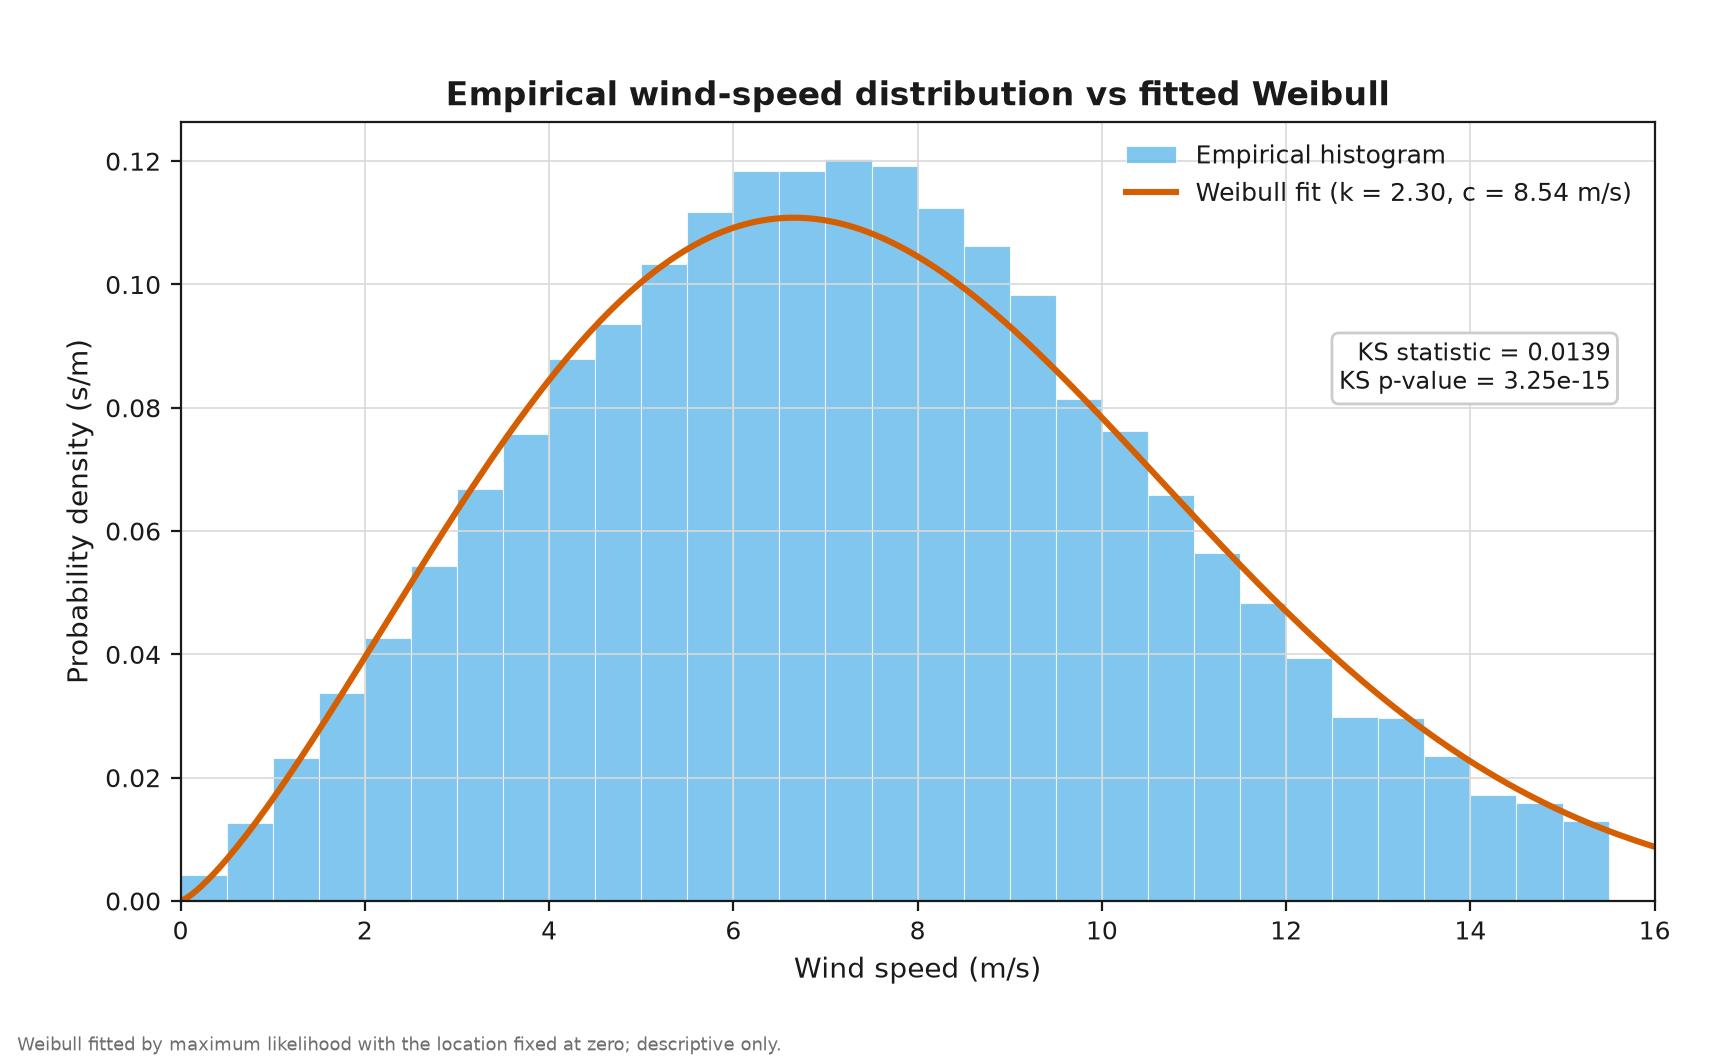 Empirical wind-speed distribution vs fitted Weibull
Empirical histogram
Weibull fit (k = 2.30, c = 8.54 m/s)
KS statistic = 0.0139
KS p-value = 3.25e-15
Probability density (s/m)
0.12
0.10
0.08
0.06
0.04
0.02
0.00
0 2 4 6 8 10 12 14 16
Wind speed (m/s)
Weibull fitted by maximum likelihood with the location fixed at zero; descriptive only.